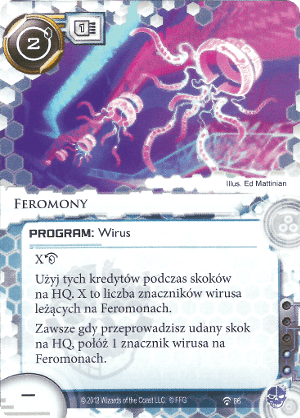 2
1
Illus. Ed Mattinian
Feromony
PROGRAM: Wirus
X
Użyj tych kredytów podczas skoków
na HQ. X to liczba znaczników wirusa
leżących na Feromonach.
Zawsze gdy przeprowadzisz udany skok
na HQ, połóż 1 znacznik wirusa na
Feromonach.
–
© 2012 Wizards of the Coast LLC. © FFG